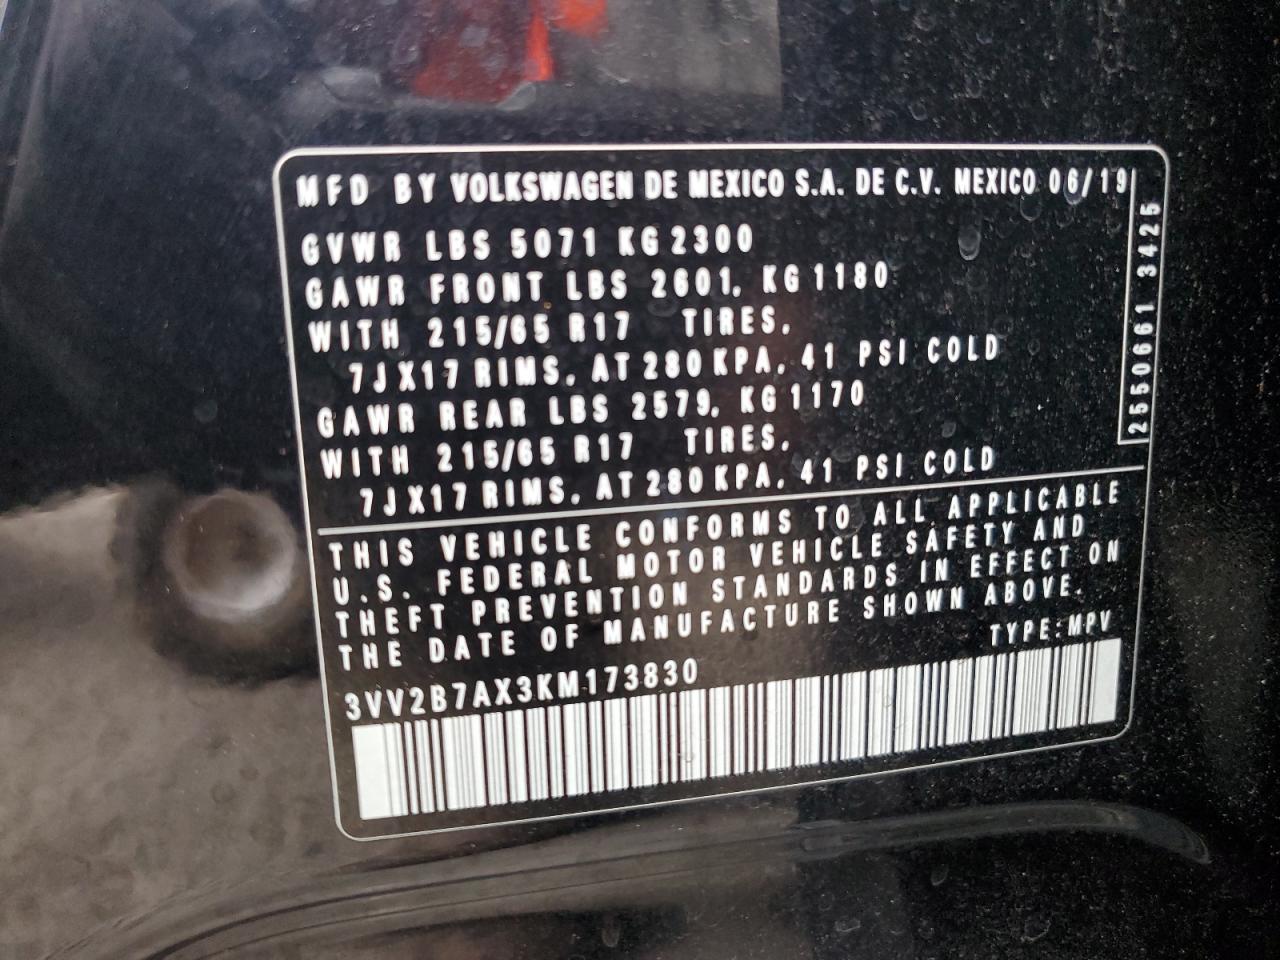 MFD BY VOLKSWAGEN DE MEXICO S.A. DE C.V. MEXICO 06/19
GVWR LBS 5071 KG 2300
GAWR FRONT LBS 2601, KG 1180
WITH 215/65 R17 TIRES,
7JX17 RIMS, AT 280 KPA, 41 PSI COLD
GAWR REAR LBS 2579, KG 1170
WITH 215/65 R17 TIRES,
7JX17 RIMS, AT 280 KPA, 41 PSI COLD
2550661 3425
THIS VEHICLE CONFORMS TO ALL APPLICABLE
U.S. FEDERAL MOTOR VEHICLE SAFETY AND
THEFT PREVENTION STANDARDS IN EFFECT ON
THE DATE OF MANUFACTURE SHOWN ABOVE.
TYPE:MPV
3VV2B7AX3KM173830